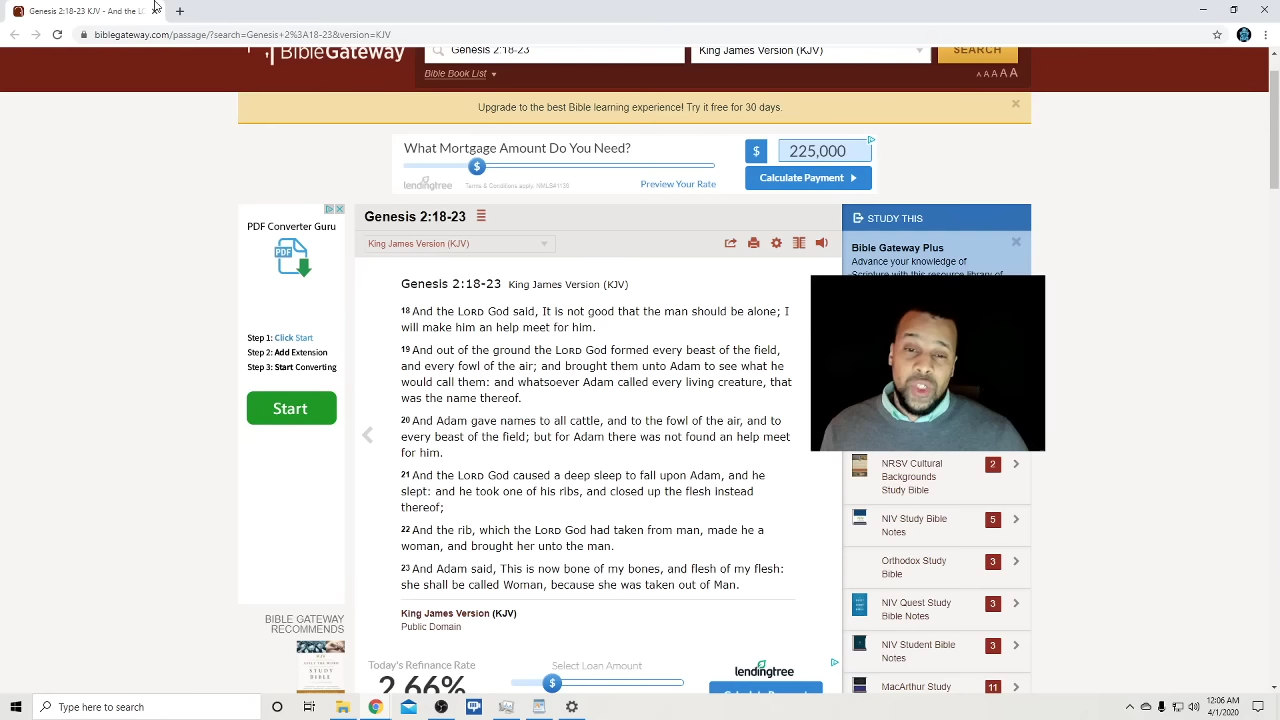 Genesis 2:18-23 KJV - King Jame
biblegateway.com/passage/?search=Genesis+2%3A18-23&version=KJV
BibleGateway
Genesis 2:18-23
King James Version (KJV)
SEARCH
Bible Book List
A A A A A
Upgrade to the best Bible learning experience! Try it free for 30 days.
What Mortgage Amount Do You Need?
$
225,000
$
lendingtree
Terms & Conditions apply. NMLS#1136
Preview Your Rate
Calculate Payment
PDF Converter Guru
PDF
Step 1: Click Start
Step 2: Add Extension
Step 3: Start Converting
Start
BIBLE GATEWAY
RECOMMENDS
STUDY BIBLE
Genesis 2:18-23
King James Version (KJV)
Genesis 2:18-23 King James Version (KJV)
18 And the LORD God said, It is not good that the man should be alone; I
will make him an help meet for him.
19 And out of the ground the LORD God formed every beast of the field,
and every fowl of the air; and brought them unto Adam to see what he
would call them: and whatsoever Adam called every living creature, that
was the name thereof.
20 And Adam gave names to all cattle, and to the fowl of the air, and to
every beast of the field; but for Adam there was not found an help meet
for him.
21 And the LORD God caused a deep sleep to fall upon Adam, and he
slept: and he took one of his ribs, and closed up the flesh instead
thereof;
22 And the rib, which the LORD God had taken from man, made he a
woman, and brought her unto the man.
23 And Adam said, This is now bone of my bones, and flesh of my flesh:
she shall be called Woman, because she was taken out of Man.
King James Version (KJV)
Public Domain
Today's Refinance Rate
2.66%
Select Loan Amount
$
lendingtree
STUDY THIS
Bible Gateway Plus
Advance your knowledge of
Scripture with this resource library of
NRSV Cultural
Backgrounds
Study Bible
2
NIV Study Bible
Notes
5
Orthodox Study
Bible
3
NIV Quest Study
Bible Notes
3
NIV Student Bible
Notes
3
MacArthur Study
11
Type here to search
12:06 AM
4/1/2020